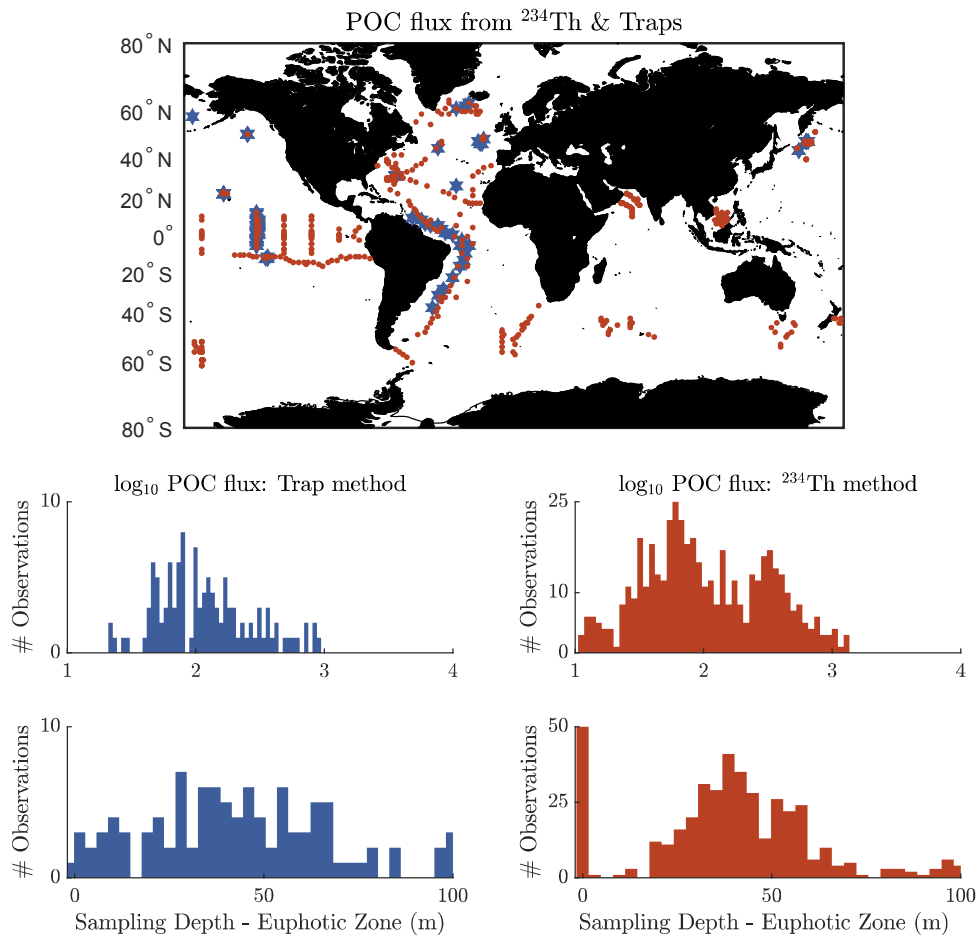 POC flux from ²³⁴Th & Traps
80° N
60° N
40° N
20° N
0°
20° S
40° S
60° S
80° S
log₁₀ POC flux: Trap method
# Observations
10
0
1 2 3 4
log₁₀ POC flux: ²³⁴Th method
# Observations
25
10
0
1 2 3 4
# Observations
10
0
0 50 100
Sampling Depth - Euphotic Zone (m)
# Observations
50
25
0
0 50 100
Sampling Depth - Euphotic Zone (m)